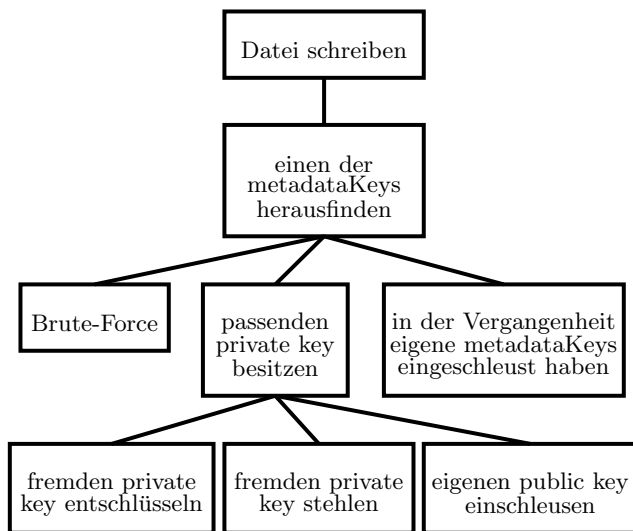 Datei schreiben
einen der
metadataKeys
herausfinden
Brute-Force
passenden
private key
besitzen
in der Vergangenheit
eigene metadataKeys
eingeschleust haben
fremden private
key entschlüsseln
fremden private
key stehlen
eigenen public key
einschleusen